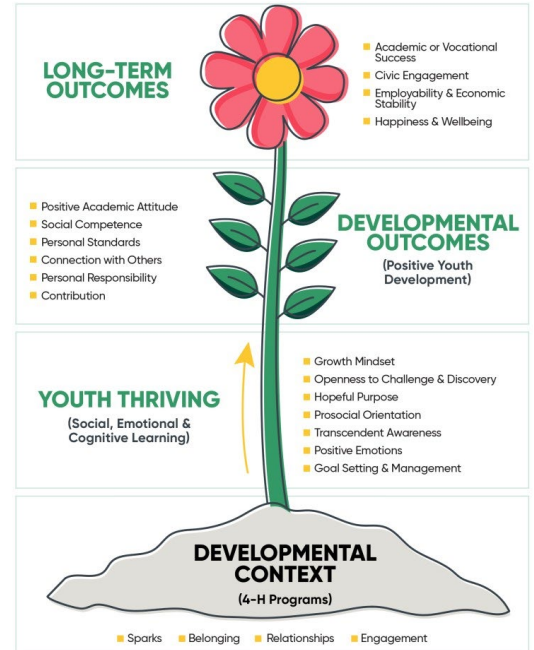 LONG-TERM
OUTCOMES
Academic or Vocational
Success
Civic Engagement
Employability & Economic
Stability
Happiness & Wellbeing
Positive Academic Attitude
Social Competence
Personal Standards
Connection with Others
Personal Responsibility
Contribution
DEVELOPMENTAL
OUTCOMES
(Positive Youth
Development)
YOUTH THRIVING
(Social, Emotional &
Cognitive Learning)
Growth Mindset
Openness to Challenge & Discovery
Hopeful Purpose
Prosocial Orientation
Transcendent Awareness
Positive Emotions
Goal Setting & Management
DEVELOPMENTAL
CONTEXT
(4-H Programs)
Sparks Belonging Relationships Engagement